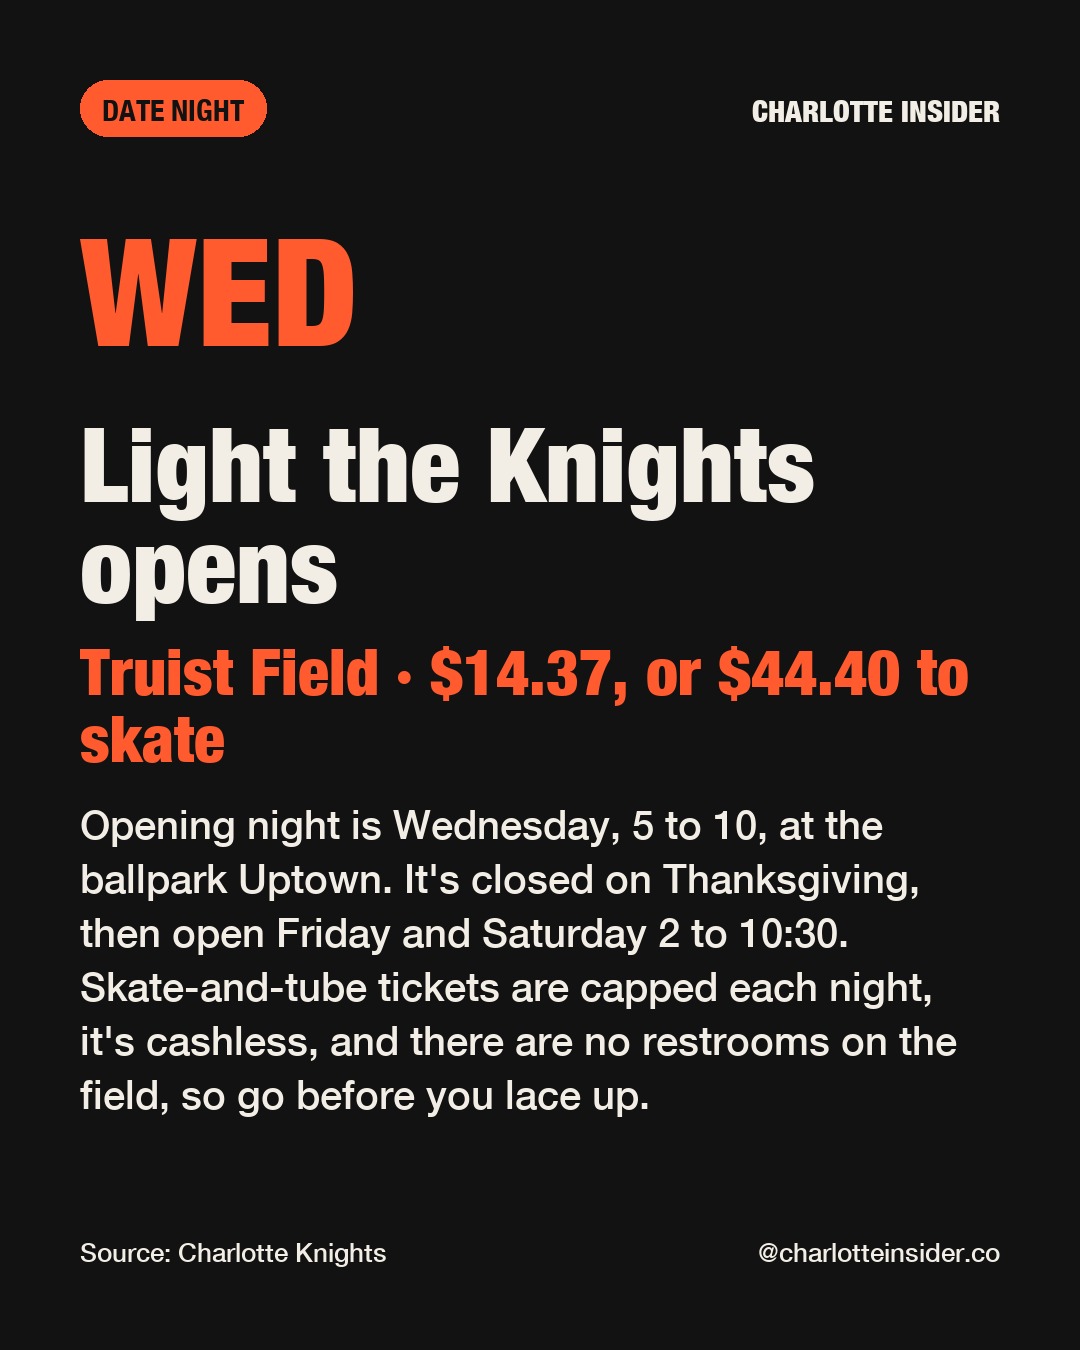 DATE NIGHT
CHARLOTTE INSIDER
WED
Light the Knights
opens
Truist Field • $14.37, or $44.40 to
skate
Opening night is Wednesday, 5 to 10, at the
ballpark Uptown. It's closed on Thanksgiving,
then open Friday and Saturday 2 to 10:30.
Skate-and-tube tickets are capped each night,
it's cashless, and there are no restrooms on the
field, so go before you lace up.
Source: Charlotte Knights
@charlotteinsider.co